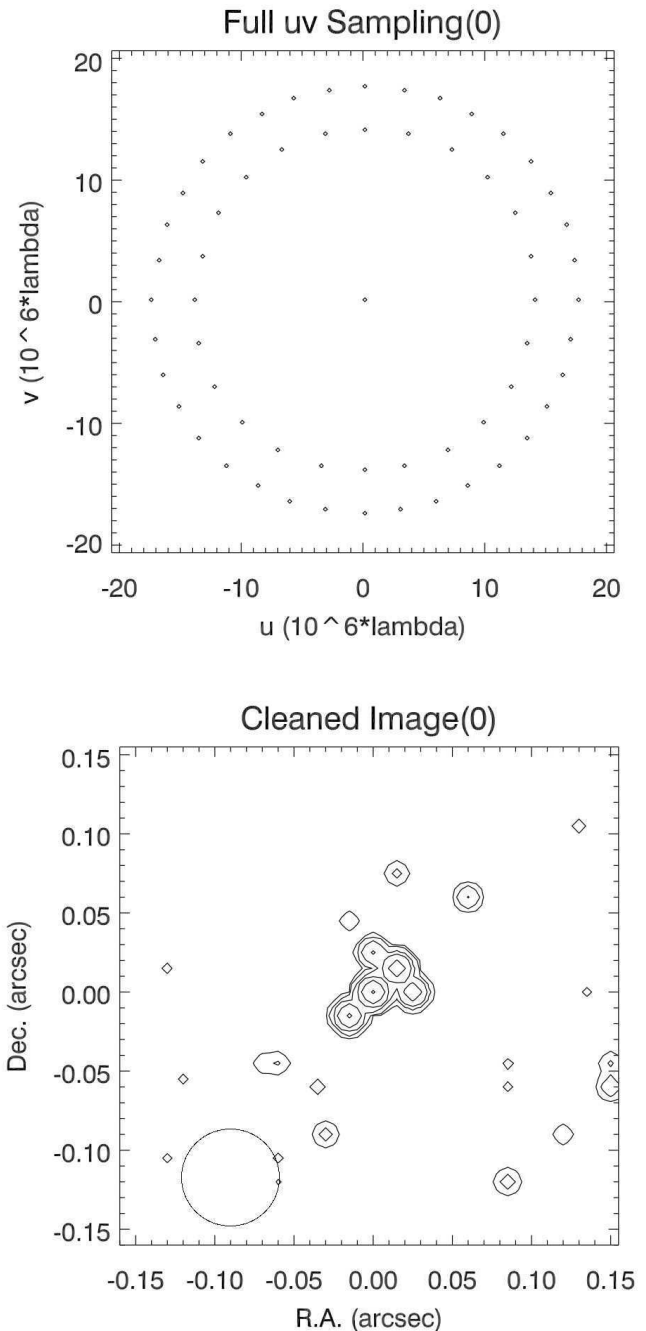 Full uv Sampling(0)
20
10
0
-10
-20
v (10 ^ 6*lambda)
-20 -10 0 10 20
u (10 ^ 6*lambda)
Cleaned Image(0)
0.15
0.10
0.05
0.00
-0.05
-0.10
-0.15
Dec. (arcsec)
-0.15 -0.10 -0.05 0.00 0.05 0.10 0.15
R.A. (arcsec)